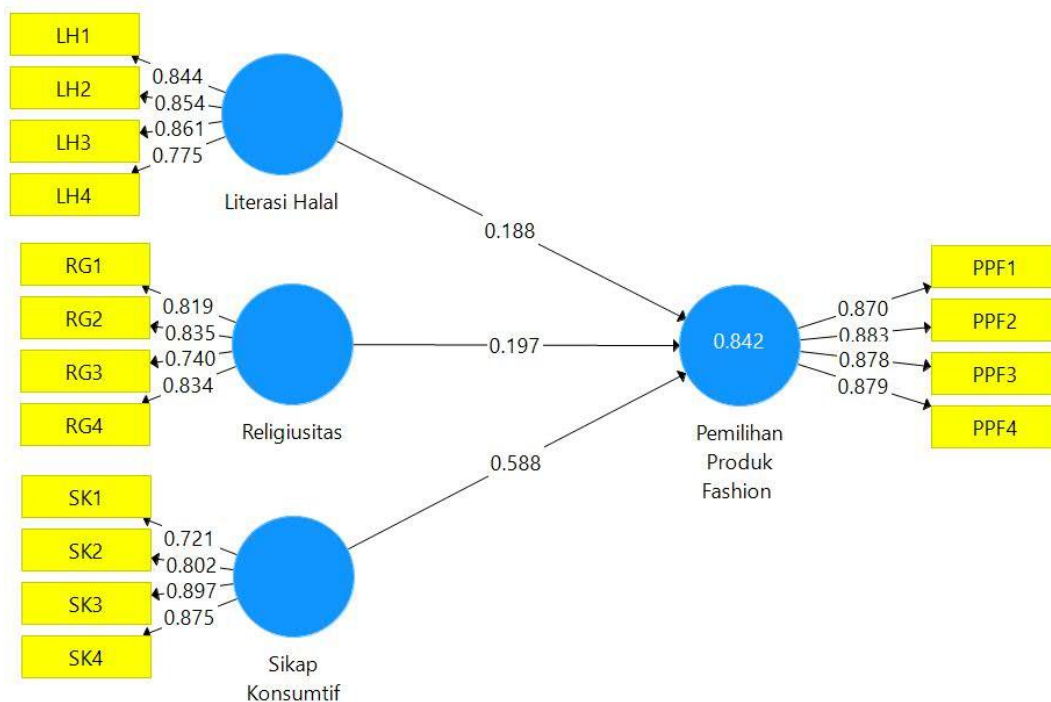 LH1
0.844
LH2
0.854
LH3
0.861
0.775
LH4
Literasi Halal
0.188
RG1
0.819
RG2
0.835
RG3
0.740
0.834
RG4
Religiusitas
0.197
SK1
0.721
SK2
0.802
SK3
0.897
0.875
SK4
Sikap
Konsumtif
0.588
0.842
Pemilihan
Produk
Fashion
PPF1
0.870
PPF2
0.883
0.878
PPF3
0.879
PPF4